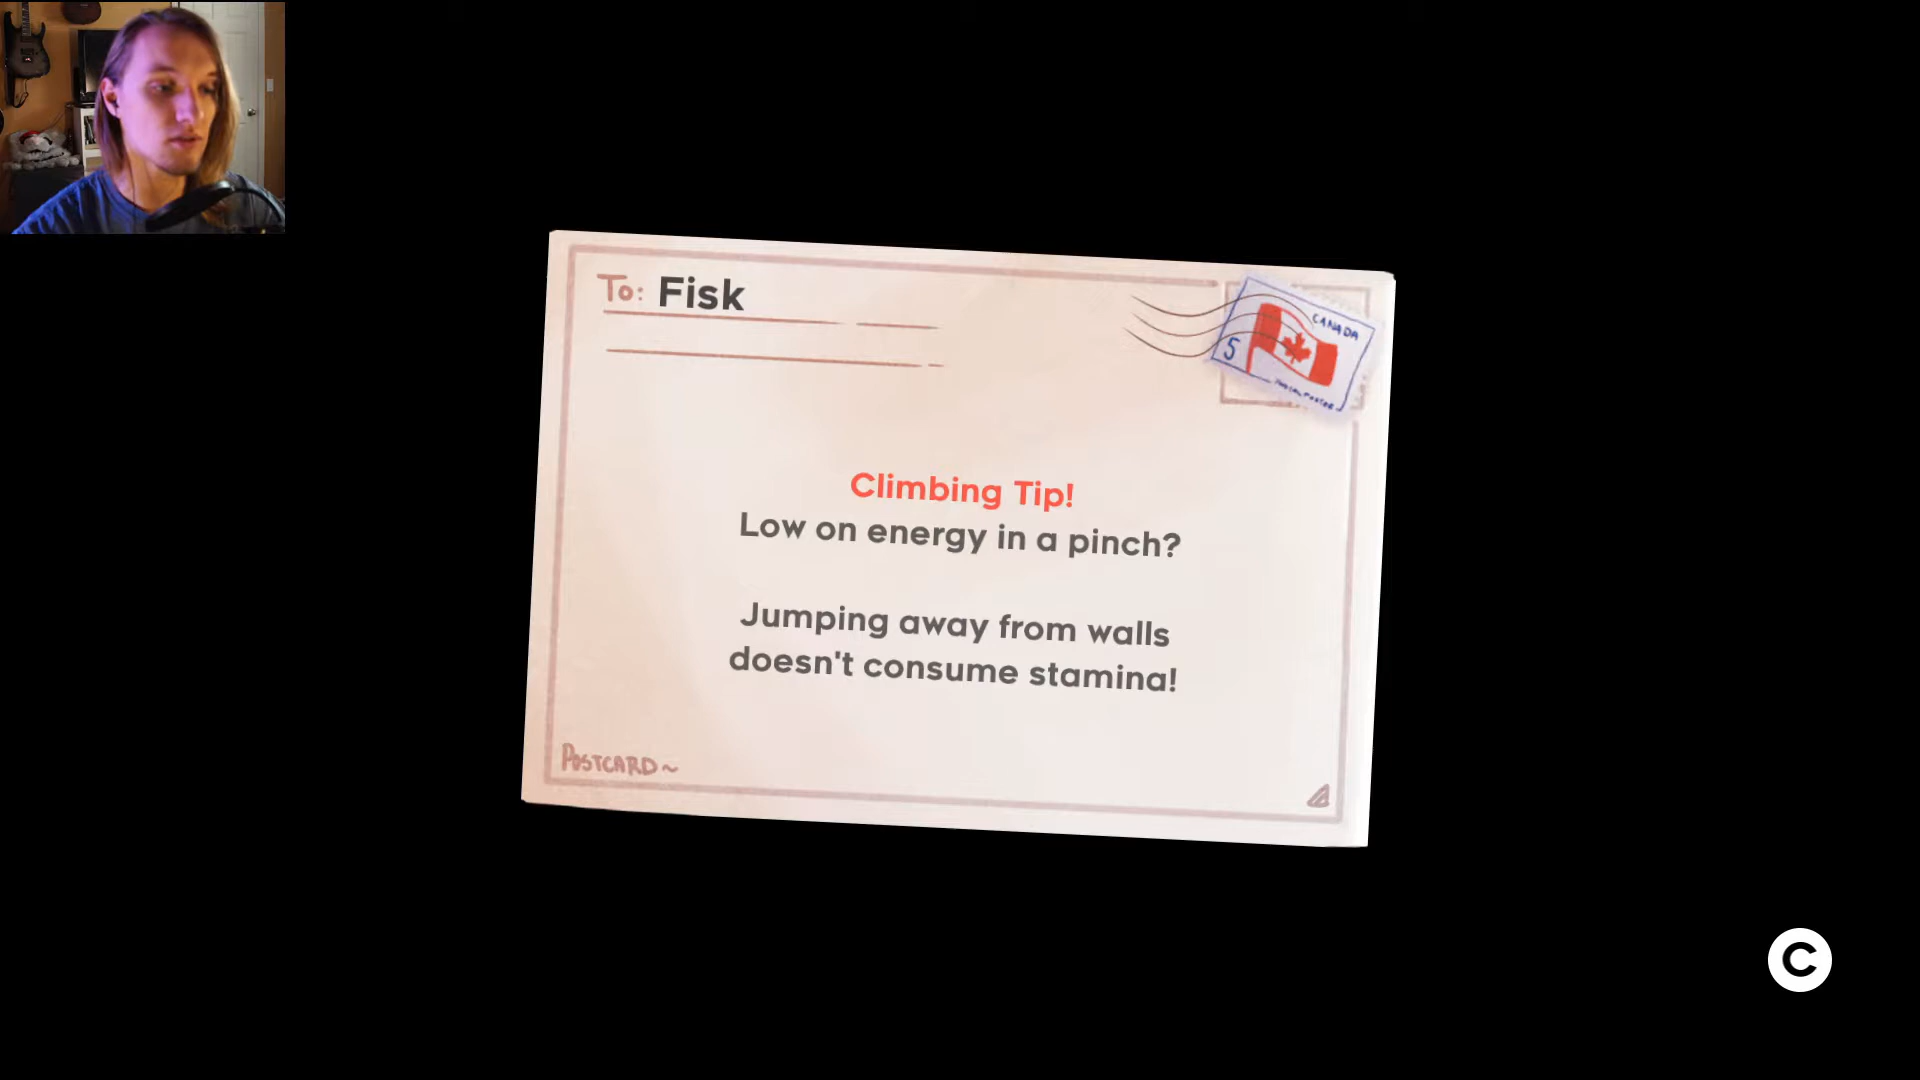 To: Fisk
CANADA
5
Climbing Tip!
Low on energy in a pinch?
Jumping away from walls
doesn't consume stamina!
POSTCARD~
C